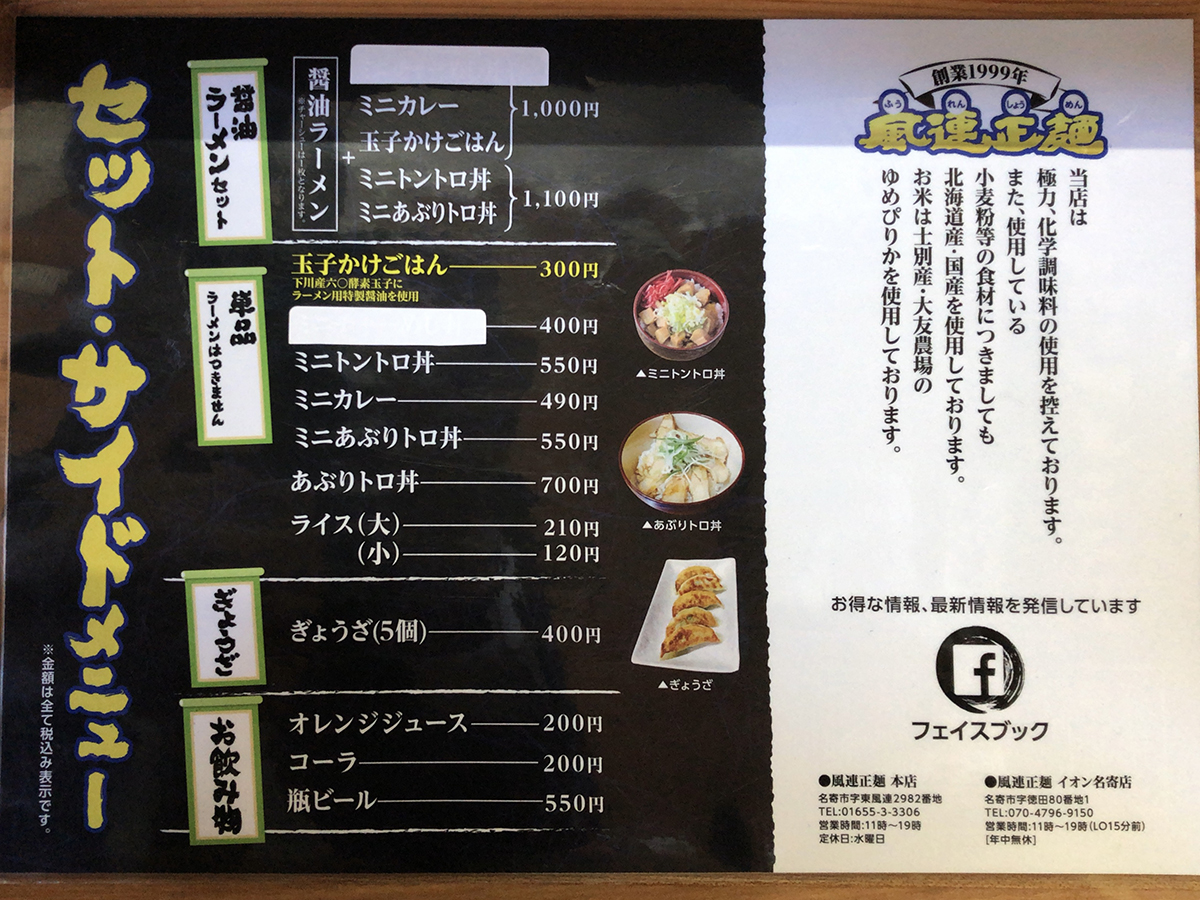 セット・サイドメニュー
※金額は全て税込み表示です。
醤油
ラーメンセット
醤油ラーメン
※チャーシューは1枚となります。
+
ミニカレー
玉子かけごはん
1,000円
ミニトントロ丼
ミニあぶりトロ丼
1,100円
単品
ラーメンはつきません
玉子かけごはん 300円
下川産六〇酵素玉子に
ラーメン用特製醤油を使用
400円
ミニトントロ丼 550円
ミニカレー 490円
ミニあぶりトロ丼 550円
あぶりトロ丼 700円
ライス(大) 210円
(小) 120円
▲ミニトントロ丼
▲あぶりトロ丼
ぎょうざ
ぎょうざ(5個) 400円
▲ぎょうざ
お飲み物
オレンジジュース 200円
コーラ 200円
瓶ビール 550円
創業1999年
ふう れん しょう めん
風連正麺
当店は
極力、化学調味料の使用を控えております。
また、使用している
小麦粉等の食材につきましても
北海道産・国産を使用しております。
お米は士別産・大友農場の
ゆめぴりかを使用しております。
お得な情報、最新情報を発信しています
f
フェイスブック
●風連正麺 本店
名寄市字東風連2982番地
TEL:01655-3-3306
営業時間:11時～19時
定休日:水曜日
●風連正麺 イオン名寄店
名寄市字徳田80番地1
TEL:070-4796-9150
営業時間:11時～19時(LO15分前)
[年中無休]